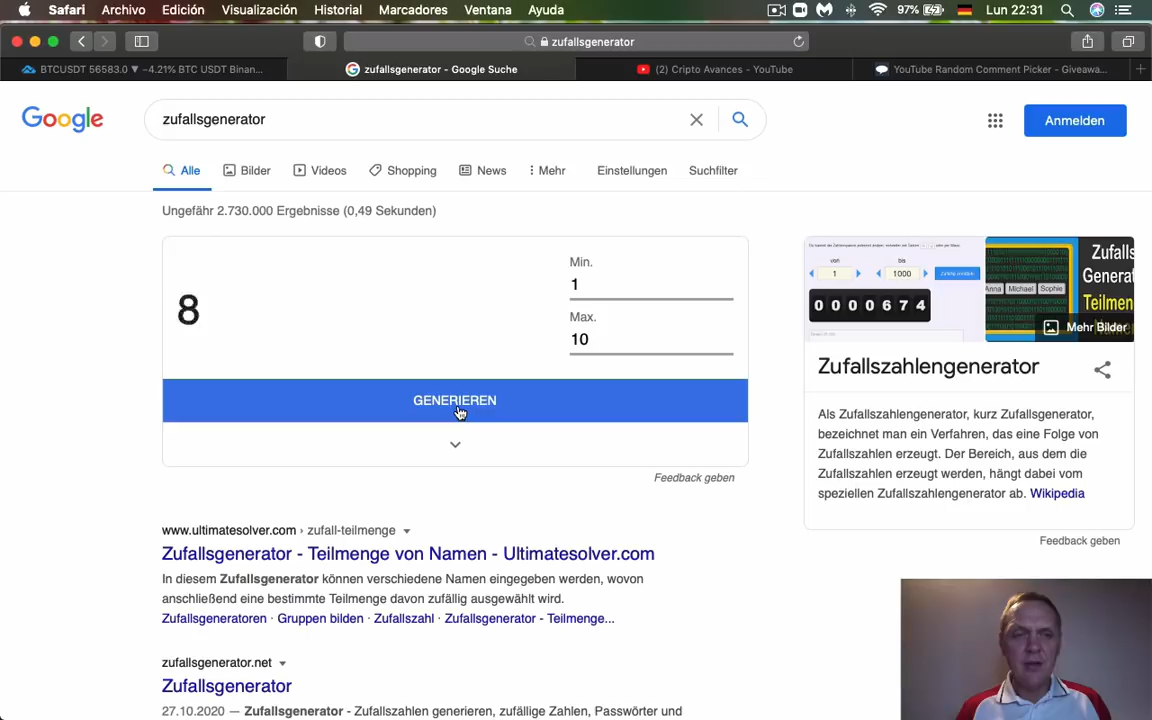 Safari Archivo Edición Visualización Historial Marcadores Ventana Ayuda 97% Lun 22:31
zufallsgenerator
BTCUSDT 56583.0 ▼ −4.21% BTC USDT Binan...
zufallsgenerator - Google Suche
(2) Cripto Avances - YouTube
YouTube Random Comment Picker - Giveawa...
Google
zufallsgenerator
Anmelden
Alle Bilder Videos Shopping News Mehr Einstellungen Suchfilter
Ungefähr 2.730.000 Ergebnisse (0,49 Sekunden)
8
Min.
1
Max.
10
GENERIEREN
Feedback geben
www.ultimatesolver.com › zufall-teilmenge
Zufallsgenerator - Teilmenge von Namen - Ultimatesolver.com
In diesem Zufallsgenerator können verschiedene Namen eingegeben werden, wovon
anschließend eine bestimmte Teilmenge davon zufällig ausgewählt wird.
Zufallsgeneratoren · Gruppen bilden · Zufallszahl · Zufallsgenerator - Teilmenge...
zufallsgenerator.net
Zufallsgenerator
27.10.2020 — Zufallsgenerator - Zufallszahlen generieren, zufällige Zahlen, Passwörter und
von bis
1 1000
0 0 0 0 6 7 4
Zufalls
Generat
Anna Michael Sophie
Teilmen
Mehr Bilder
Zufallszahlengenerator
Als Zufallszahlengenerator, kurz Zufallsgenerator,
bezeichnet man ein Verfahren, das eine Folge von
Zufallszahlen erzeugt. Der Bereich, aus dem die
Zufallszahlen erzeugt werden, hängt dabei vom
speziellen Zufallszahlengenerator ab. Wikipedia
Feedback geben